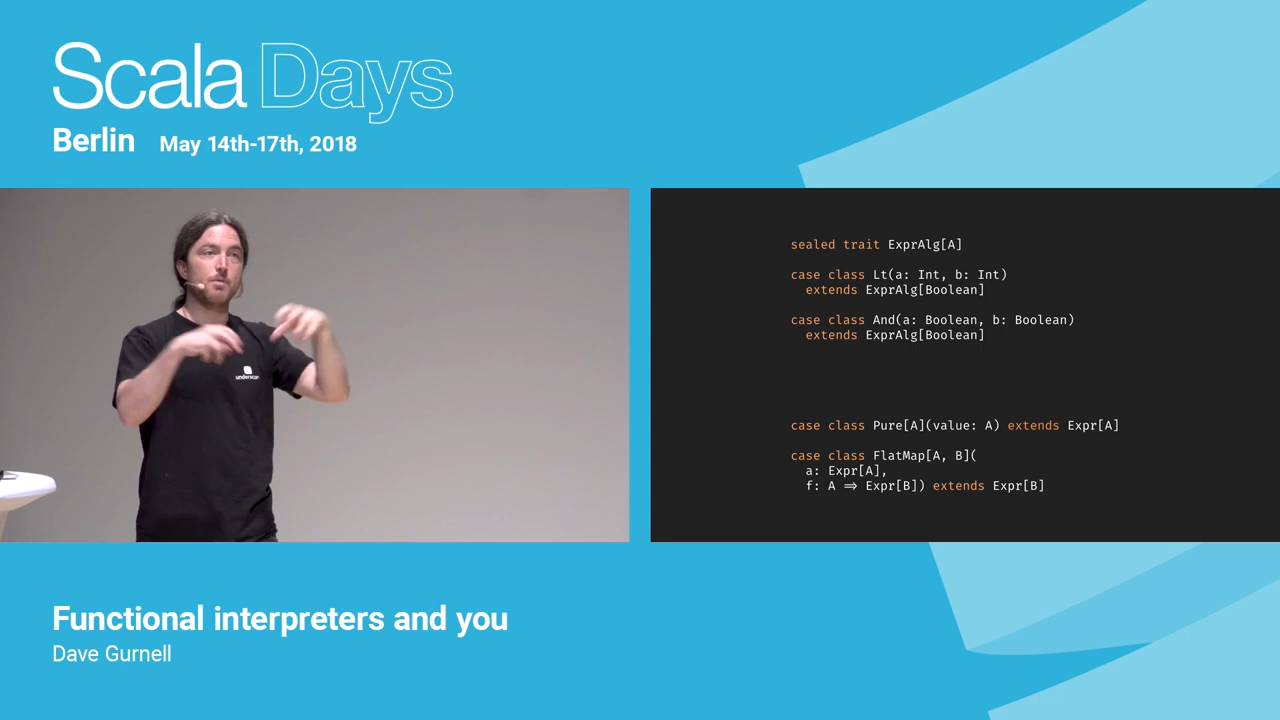 Scala Days
Berlin May 14th-17th, 2018
sealed trait ExprAlg[A]
case class Lt(a: Int, b: Int)
extends ExprAlg[Boolean]
case class And(a: Boolean, b: Boolean)
extends ExprAlg[Boolean]
case class Pure[A](value: A) extends Expr[A]
case class FlatMap[A, B](
a: Expr[A],
f: A ⇒ Expr[B]) extends Expr[B]
Functional interpreters and you
Dave Gurnell